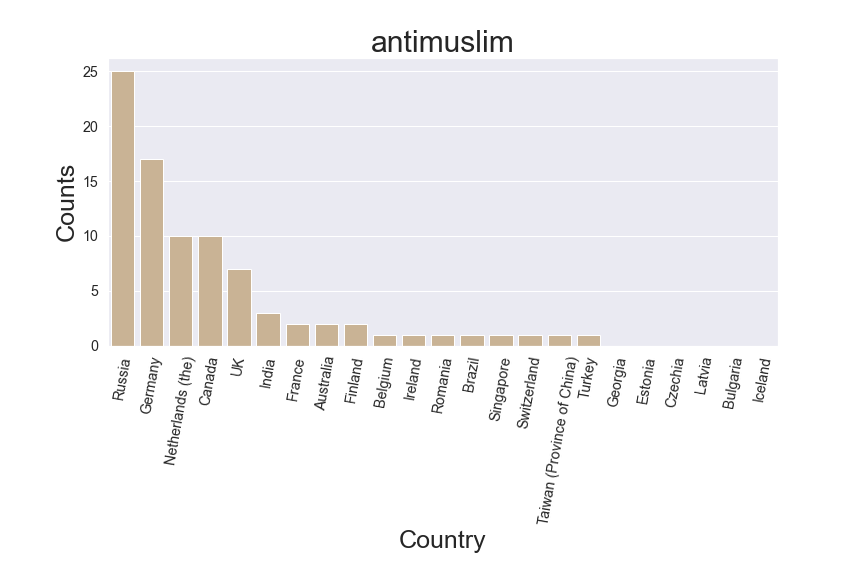 antimuslim
Counts
25
20
15
10
5
0
Russia
Germany
Netherlands (the)
Canada
UK
India
France
Australia
Finland
Belgium
Ireland
Romania
Brazil
Singapore
Switzerland
Taiwan (Province of China)
Turkey
Georgia
Estonia
Czechia
Latvia
Bulgaria
Iceland
Country